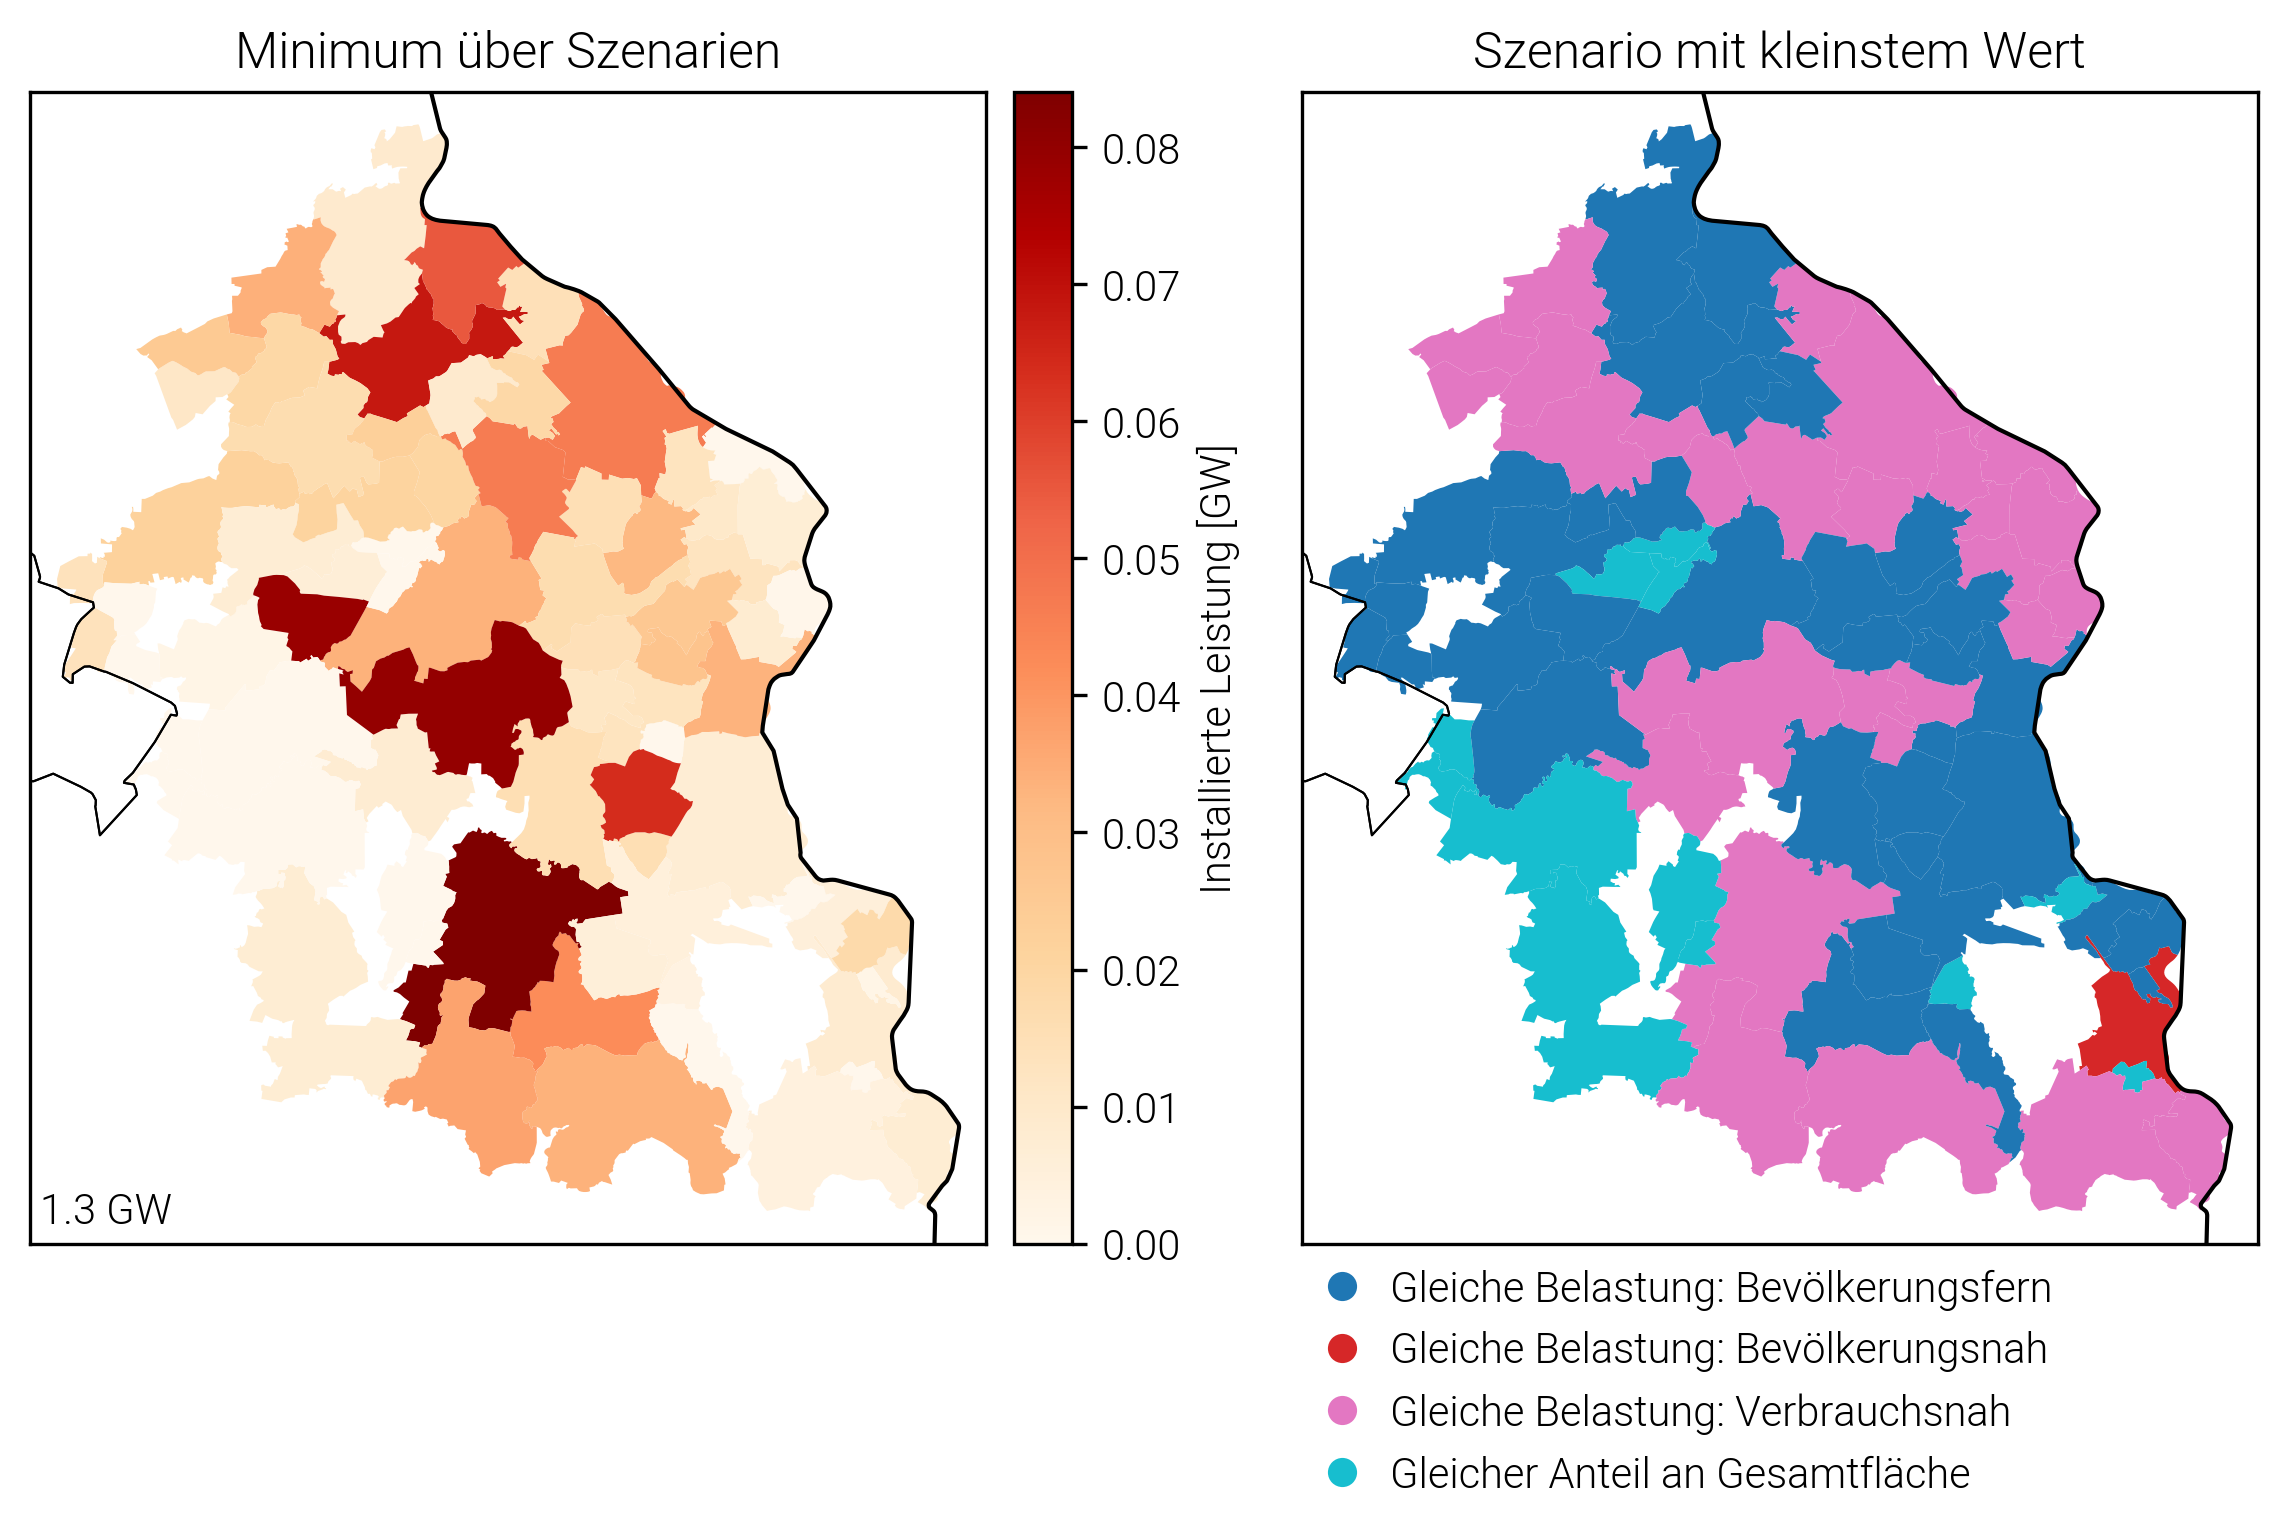 Minimum über Szenarien
Szenario mit kleinstem Wert
0.08
0.07
0.06
0.05
0.04
0.03
0.02
0.01
0.00
Installierte Leistung [GW]
1.3 GW
Gleiche Belastung: Bevölkerungsfern
Gleiche Belastung: Bevölkerungsnah
Gleiche Belastung: Verbrauchsnah
Gleicher Anteil an Gesamtfläche